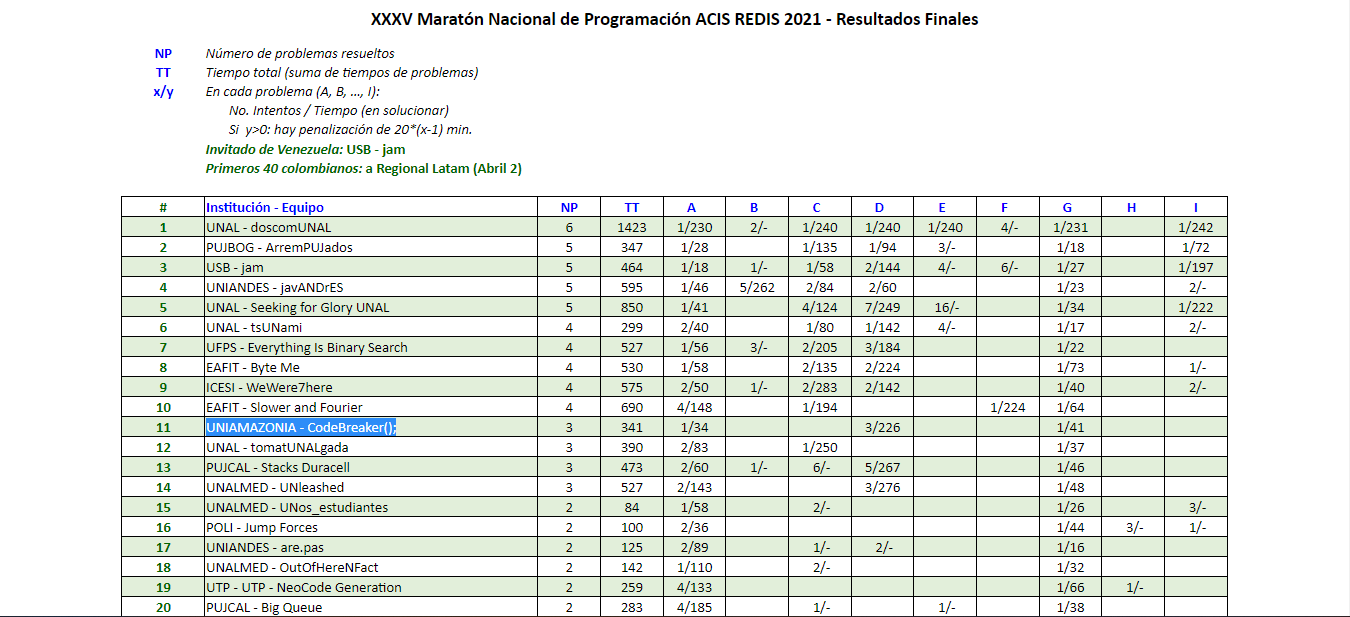 XXXV Maratón Nacional de Programación ACIS REDIS 2021 - Resultados Finales
NP Número de problemas resueltos
TT Tiempo total (suma de tiempos de problemas)
x/y En cada problema (A, B, ..., I):
No. Intentos / Tiempo (en solucionar)
Si y>0: hay penalización de 20*(x-1) min.
Invitado de Venezuela: USB - jam
Primeros 40 colombianos: a Regional Latam (Abril 2)
# Institución - Equipo NP TT A B C D E F G H I
1 UNAL - doscomUNAL 6 1423 1/230 2/- 1/240 1/240 1/240 4/- 1/231 1/242
2 PUJBOG - ArremPUJados 5 347 1/28 1/135 1/94 3/- 1/18 1/72
3 USB - jam 5 464 1/18 1/- 1/58 2/144 4/- 6/- 1/27 1/197
4 UNIANDES - javANDrES 5 595 1/46 5/262 2/84 2/60 1/23 2/-
5 UNAL - Seeking for Glory UNAL 5 850 1/41 4/124 7/249 16/- 1/34 1/222
6 UNAL - tsUNami 4 299 2/40 1/80 1/142 4/- 1/17 2/-
7 UFPS - Everything Is Binary Search 4 527 1/56 3/- 2/205 3/184 1/22
8 EAFIT - Byte Me 4 530 1/58 2/135 2/224 1/73 1/-
9 ICESI - WeWere7here 4 575 2/50 1/- 2/283 2/142 1/40 2/-
10 EAFIT - Slower and Fourier 4 690 4/148 1/194 1/224 1/64
11 UNIAMAZONIA - CodeBreaker(); 3 341 1/34 3/226 1/41
12 UNAL - tomatUNALgada 3 390 2/83 1/250 1/37
13 PUJCAL - Stacks Duracell 3 473 2/60 1/- 6/- 5/267 1/46
14 UNALMED - UNleashed 3 527 2/143 3/276 1/48
15 UNALMED - UNos_estudiantes 2 84 1/58 2/- 1/26 3/-
16 POLI - Jump Forces 2 100 2/36 1/44 3/- 1/-
17 UNIANDES - are.pas 2 125 2/89 1/- 2/- 1/16
18 UNALMED - OutOfHereNFact 2 142 1/110 2/- 1/32
19 UTP - UTP - NeoCode Generation 2 259 4/133 1/66 1/-
20 PUJCAL - Big Queue 2 283 4/185 1/- 1/- 1/38